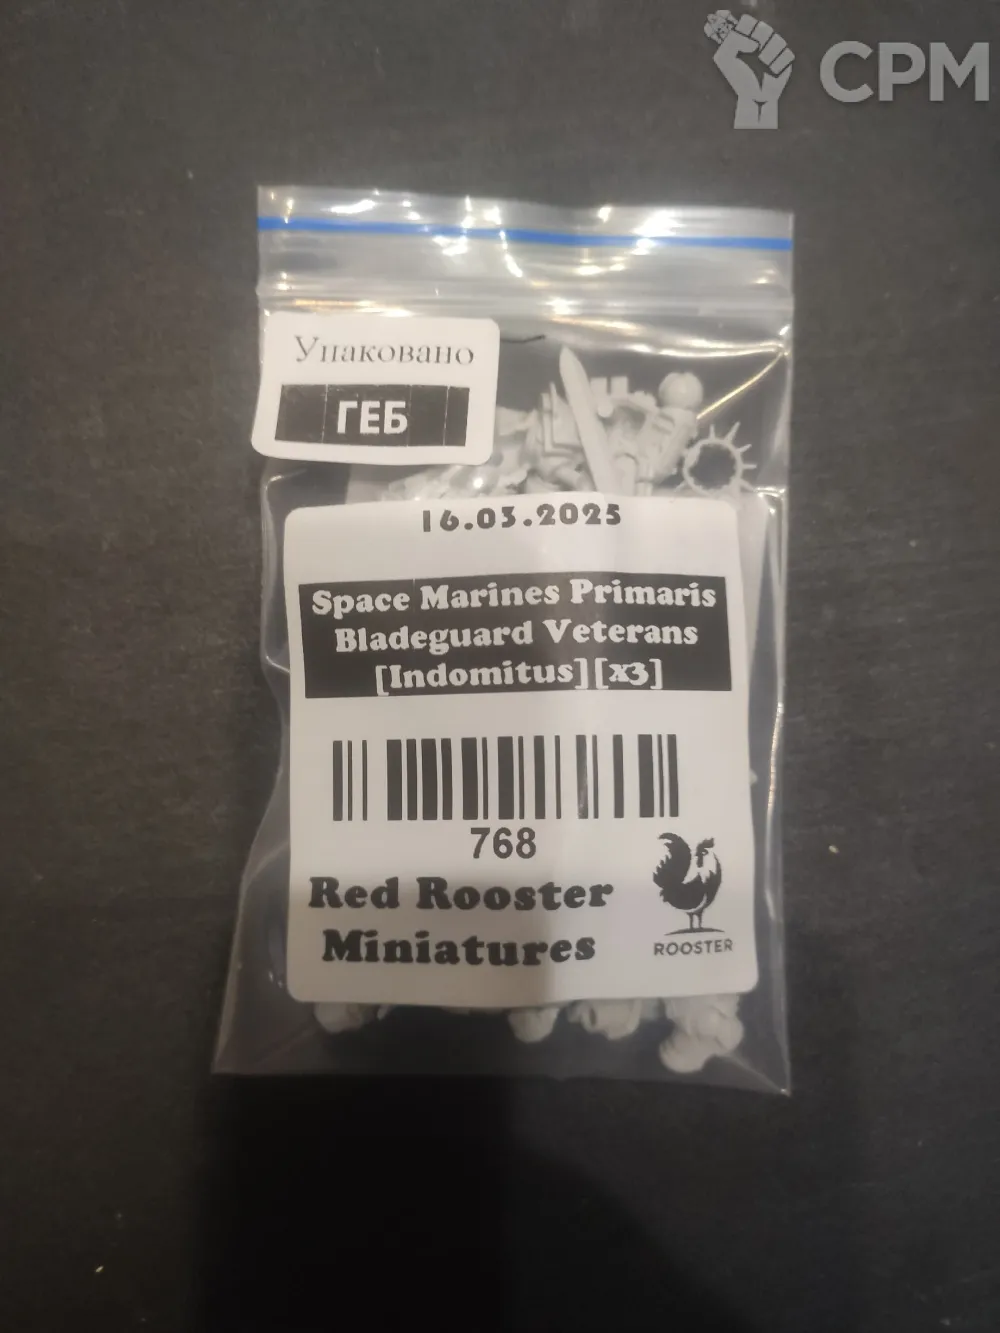 CPM
Упаковано
ГЕБ
16.03.2025
Space Marines Primaris
Bladeguard Veterans
[Indomitus][x3]
768
Red Rooster
Miniatures
ROOSTER